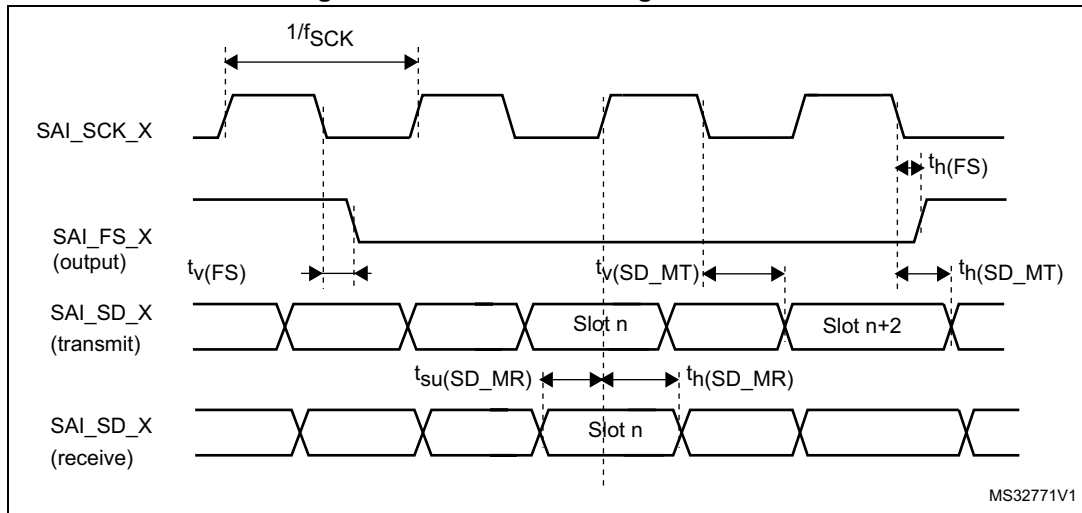 1/fSCK
SAI_SCK_X
th(FS)
SAI_FS_X
(output)
tv(FS)
tv(SD_MT)
th(SD_MT)
SAI_SD_X
(transmit)
Slot n
Slot n+2
tsu(SD_MR)
th(SD_MR)
SAI_SD_X
(receive)
Slot n
MS32771V1